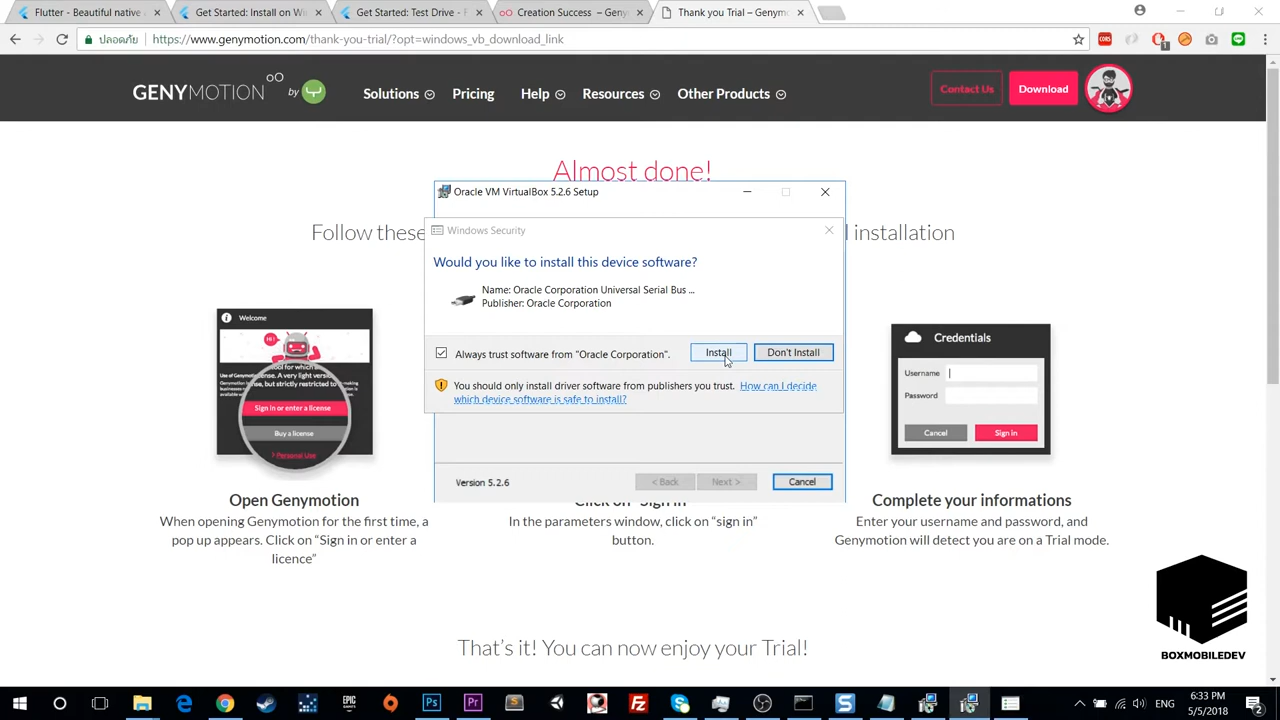 Flutter - Beautiful native
Get Started: Install on Wi
Get Started: Test Drive - F
Creation Success – Geny
Thank you Trial – Genym
ปลอดภัย
https://www.genymotion.com/thank-you-trial/?opt=windows_vb_download_link
CORS
1
GENYMOTION by
Solutions
Pricing
Help
Resources
Other Products
Contact Us
Download
Almost done!
Follow these
l installation
Oracle VM VirtualBox 5.2.6 Setup
Windows Security
Would you like to install this device software?
Name: Oracle Corporation Universal Serial Bus ...
Publisher: Oracle Corporation
Always trust software from "Oracle Corporation".
Install
Don't Install
You should only install driver software from publishers you trust. How can I decide
which device software is safe to install?
Version 5.2.6
< Back
Next >
Cancel
Welcome
Hi!
Sign in or enter a license
Buy a license
> Personal Use
Open Genymotion
When opening Genymotion for the first time, a
pop up appears. Click on “Sign in or enter a
licence”
Click on “Sign in”
In the parameters window, click on “sign in”
button.
Credentials
Username
Password
Cancel
Sign in
Complete your informations
Enter your username and password, and
Genymotion will detect you are on a Trial mode.
That’s it! You can now enjoy your Trial!
BOXMOBILEDEV
EPIC
GAMES
Ps
Pr
Fz
S
ENG
6:33 PM
5/5/2018
2